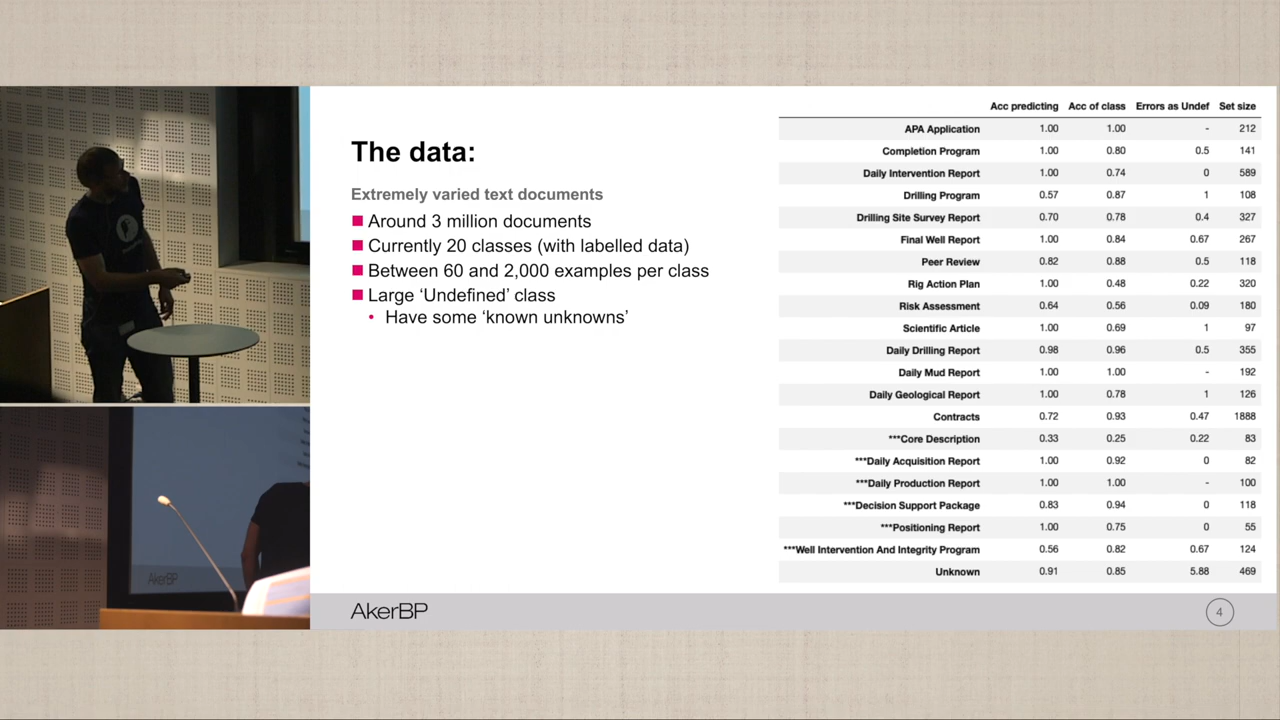 The data:
Extremely varied text documents
Around 3 million documents
Currently 20 classes (with labelled data)
Between 60 and 2,000 examples per class
Large ‘Undefined’ class
Have some ‘known unknowns’
Acc predicting Acc of class Errors as Undef Set size
APA Application 1.00 1.00 - 212
Completion Program 1.00 0.80 0.5 141
Daily Intervention Report 1.00 0.74 0 589
Drilling Program 0.57 0.87 1 108
Drilling Site Survey Report 0.70 0.78 0.4 327
Final Well Report 1.00 0.84 0.67 267
Peer Review 0.82 0.88 0.5 118
Rig Action Plan 1.00 0.48 0.22 320
Risk Assessment 0.64 0.56 0.09 180
Scientific Article 1.00 0.69 1 97
Daily Drilling Report 0.98 0.96 0.5 355
Daily Mud Report 1.00 1.00 - 192
Daily Geological Report 1.00 0.78 1 126
Contracts 0.72 0.93 0.47 1888
***Core Description 0.33 0.25 0.22 83
***Daily Acquisition Report 1.00 0.92 0 82
***Daily Production Report 1.00 1.00 - 100
***Decision Support Package 0.83 0.94 0 118
***Positioning Report 1.00 0.75 0 55
***Well Intervention And Integrity Program 0.56 0.82 0.67 124
Unknown 0.91 0.85 5.88 469
AkerBP
4
AkerBP